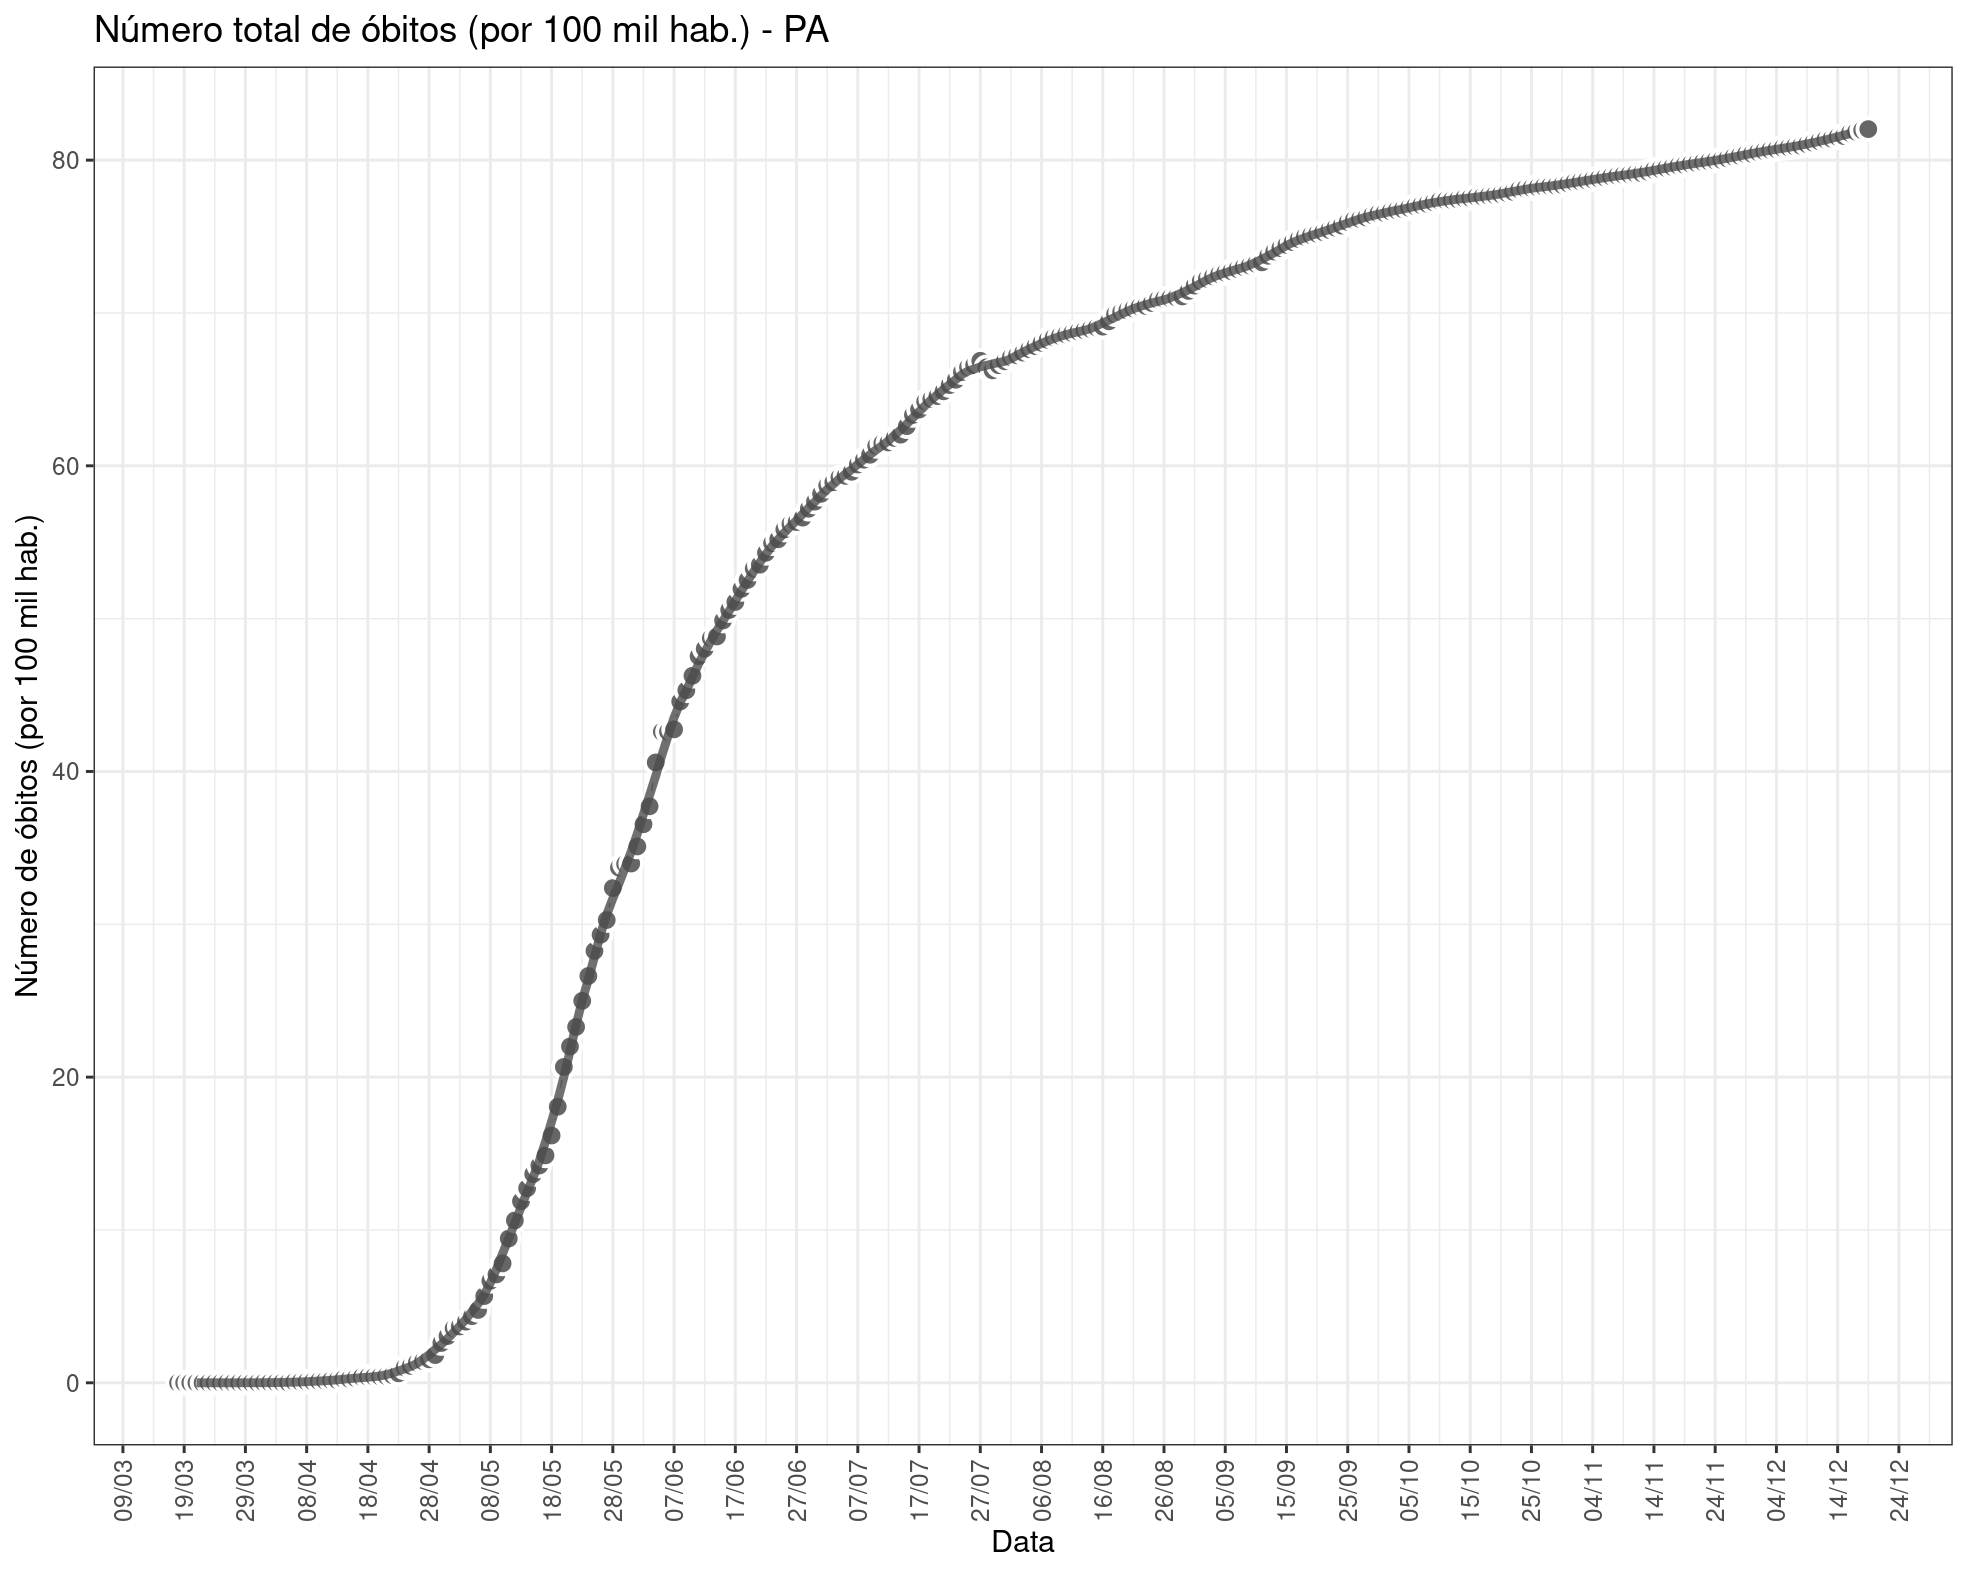 Número total de óbitos (por 100 mil hab.) - PA
Número de óbitos (por 100 mil hab.)
80
60
40
20
0
09/03 19/03 29/03 08/04 18/04 28/04 08/05 18/05 28/05 07/06 17/06 27/06 07/07 17/07 27/07 06/08 16/08 26/08 05/09 15/09 25/09 05/10 15/10 25/10 04/11 14/11 24/11 04/12 14/12 24/12
Data